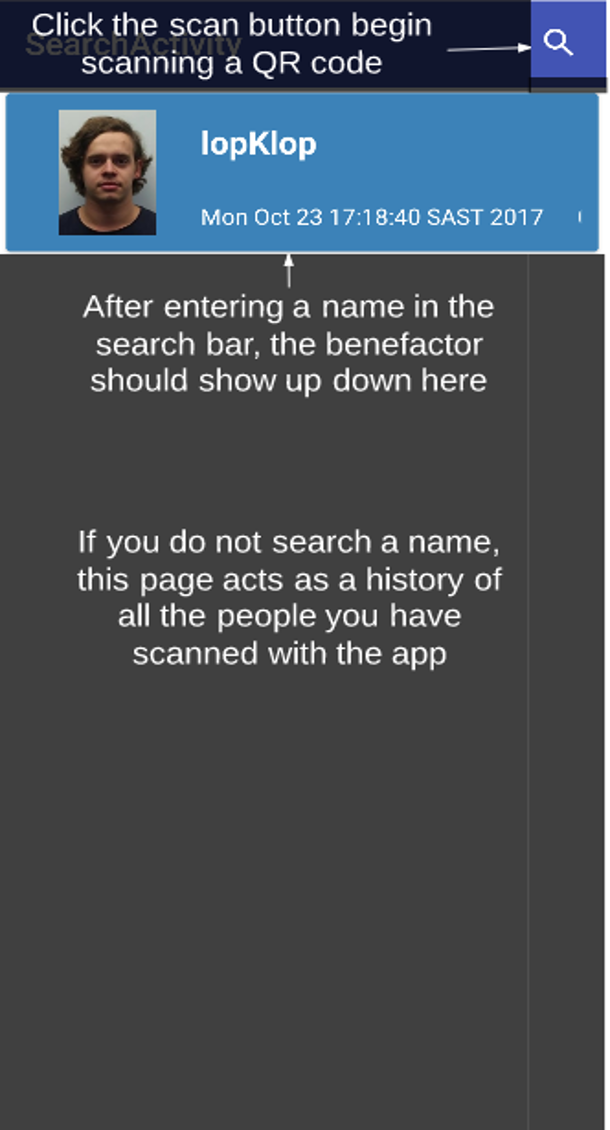 Click the scan button begin
SearchActivity
scanning a QR code
lopKlop
Mon Oct 23 17:18:40 SAST 2017
After entering a name in the
search bar, the benefactor
should show up down here
If you do not search a name,
this page acts as a history of
all the people you have
scanned with the app